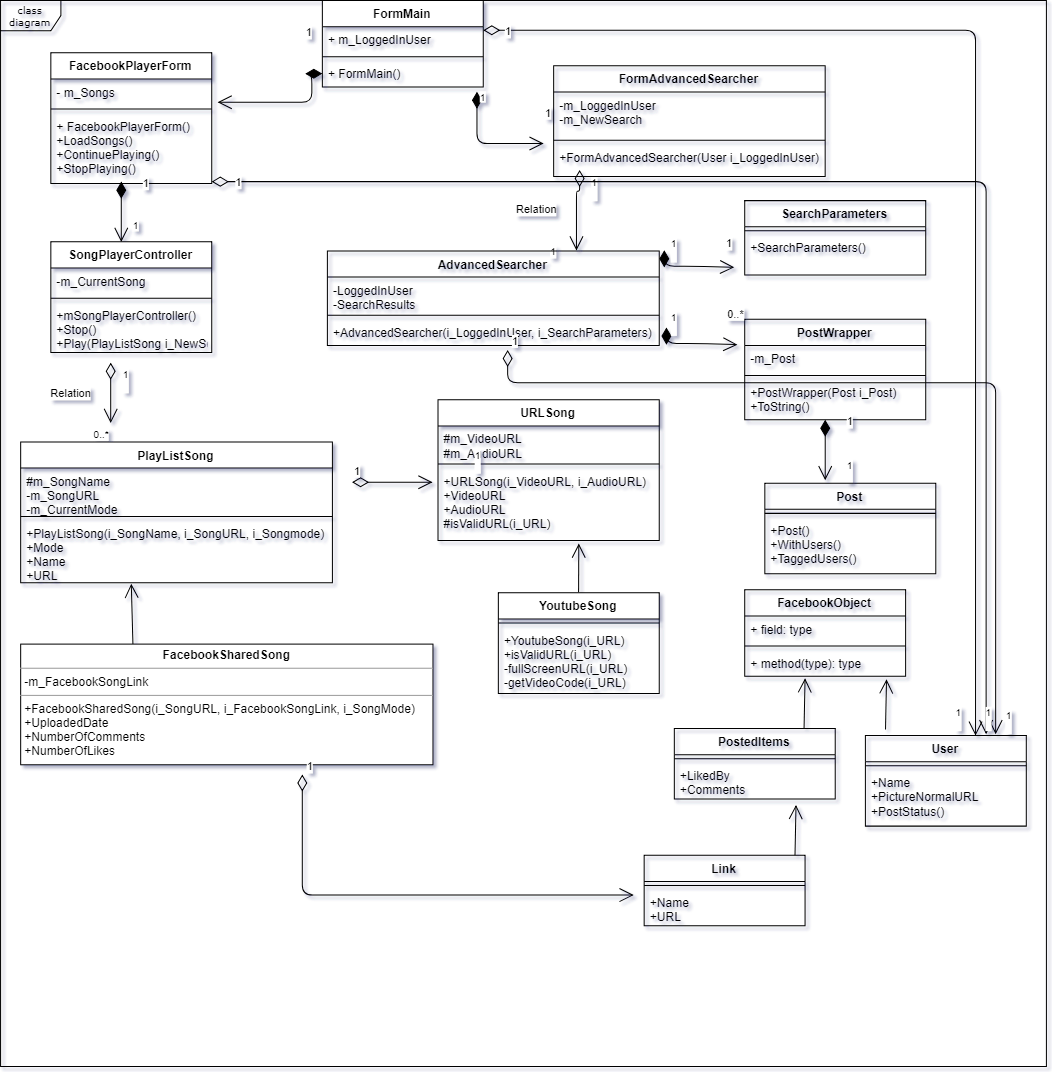 class
diagram
FormMain
+ m_LoggedInUser
+ FormMain()
1
1
FacebookPlayerForm
- m_Songs
+ FacebookPlayerForm()
+LoadSongs()
+ContinuePlaying()
+StopPlaying()
1
1
1
FormAdvancedSearcher
-m_LoggedInUser
-m_NewSearch
+FormAdvancedSearcher(User i_LoggedInUser)
1
1
1
Relation
1
SongPlayerController
-m_CurrentSong
+mSongPlayerController()
+Stop()
+Play(PlayListSong i_NewS
1
Relation
0..*
AdvancedSearcher
-LoggedInUser
-SearchResults
+AdvancedSearcher(i_LoggedInUser, i_SearchParameters)
1
1
1
SearchParameters
+SearchParameters()
1
0..*
PostWrapper
-m_Post
+PostWrapper(Post i_Post)
+ToString()
1
1
Post
+Post()
+WithUsers()
+TaggedUsers()
PlayListSong
#m_SongName
-m_SongURL
-m_CurrentMode
+PlayListSong(i_SongName, i_SongURL, i_Songmode)
+Mode
+Name
+URL
1
1
URLSong
#m_VideoURL
#m_AudioURL
+URLSong(i_VideoURL, i_AudioURL)
+VideoURL
+AudioURL
#isValidURL(i_URL)
YoutubeSong
+YoutubeSong(i_URL)
+isValidURL(i_URL)
-fullScreenURL(i_URL)
-getVideoCode(i_URL)
FacebookObject
+ field: type
+ method(type): type
FacebookSharedSong
-m_FacebookSongLink
+FacebookSharedSong(i_SongURL, i_FacebookSongLink, i_SongMode)
+UploadedDate
+NumberOfComments
+NumberOfLikes
1
PostedItems
+LikedBy
+Comments
1
1
1
User
+Name
+PictureNormalURL
+PostStatus()
Link
+Name
+URL